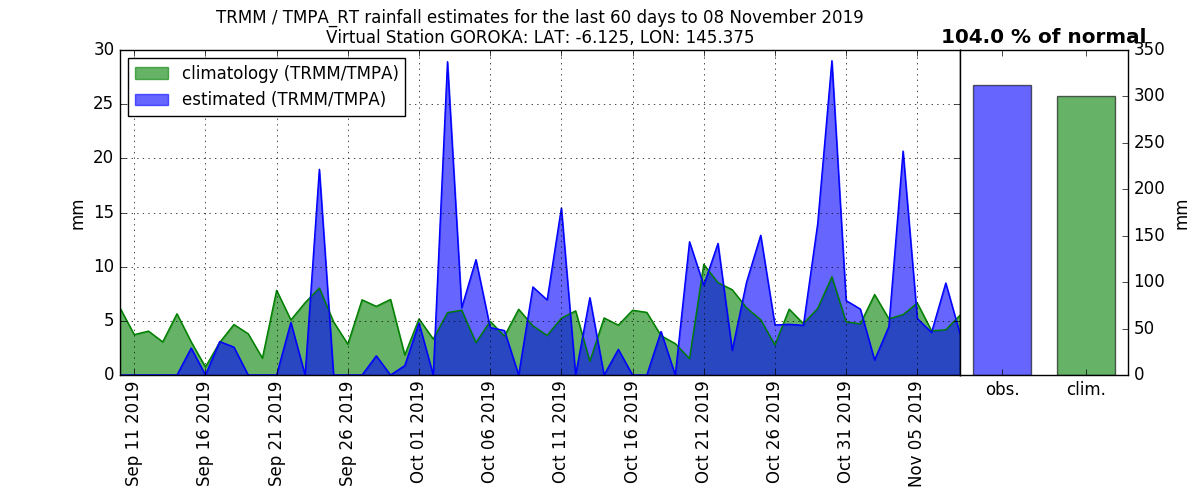 TRMM / TMPA_RT rainfall estimates for the last 60 days to 08 November 2019
Virtual Station GOROKA: LAT: -6.125, LON: 145.375
104.0 % of normal
climatology (TRMM/TMPA)
estimated (TRMM/TMPA)
mm
30
25
20
15
10
5
0
Sep 11 2019
Sep 16 2019
Sep 21 2019
Sep 26 2019
Oct 01 2019
Oct 06 2019
Oct 11 2019
Oct 16 2019
Oct 21 2019
Oct 26 2019
Oct 31 2019
Nov 05 2019
obs.
clim.
350
300
250
200
150
100
50
0
mm